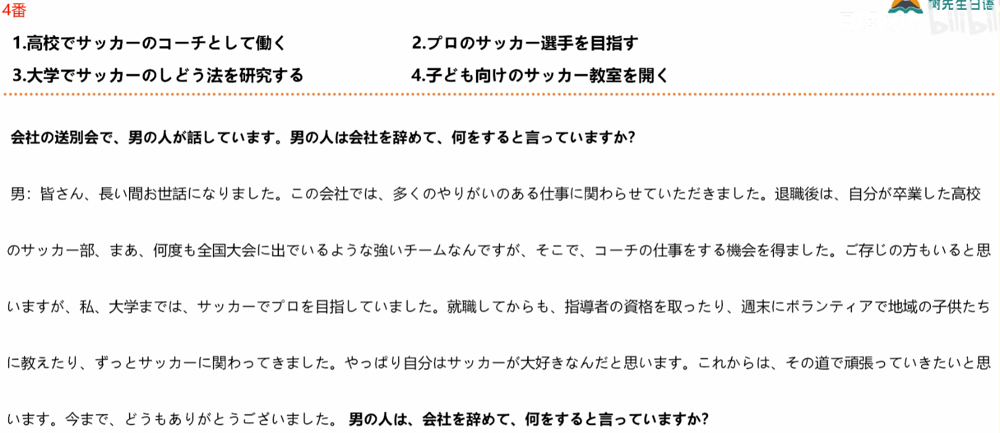 4番
树先生日语
1.高校でサッカーのコーチとして働く
2.プロのサッカー選手を目指す
3.大学でサッカーのしどう法を研究する
4.子ども向けのサッカー教室を開く
会社の送別会で、男の人が話しています。男の人は会社を辞めて、何をすると言っていますか?
男：皆さん、長い間お世話になりました。この会社では、多くのやりがいのある仕事に関わらせていただきました。退職後は、自分が卒業した高校
のサッカー部、まあ、何度も全国大会に出でいるような強いチームなんですが、そこで、コーチの仕事をする機会を得ました。ご存じの方もいると思
いますが、私、大学までは、サッカーでプロを目指していました。就職してからも、指導者の資格を取ったり、週末にボランティアで地域の子供たち
に教えたり、ずっとサッカーに関わってきました。やっぱり自分はサッカーが大好きなんだと思います。これからは、その道で頑張っていきたいと思
います。今まで、どうもありがとうございました。 男の人は、会社を辞めて、何をすると言っていますか?